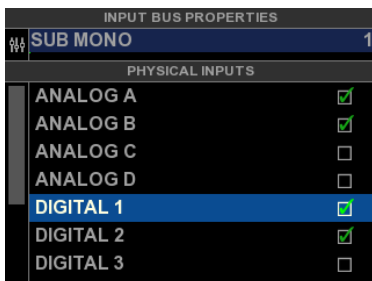 INPUT BUS PROPERTIES
SUB MONO 1
PHYSICAL INPUTS
ANALOG A
ANALOG B
ANALOG C
ANALOG D
DIGITAL 1
DIGITAL 2
DIGITAL 3